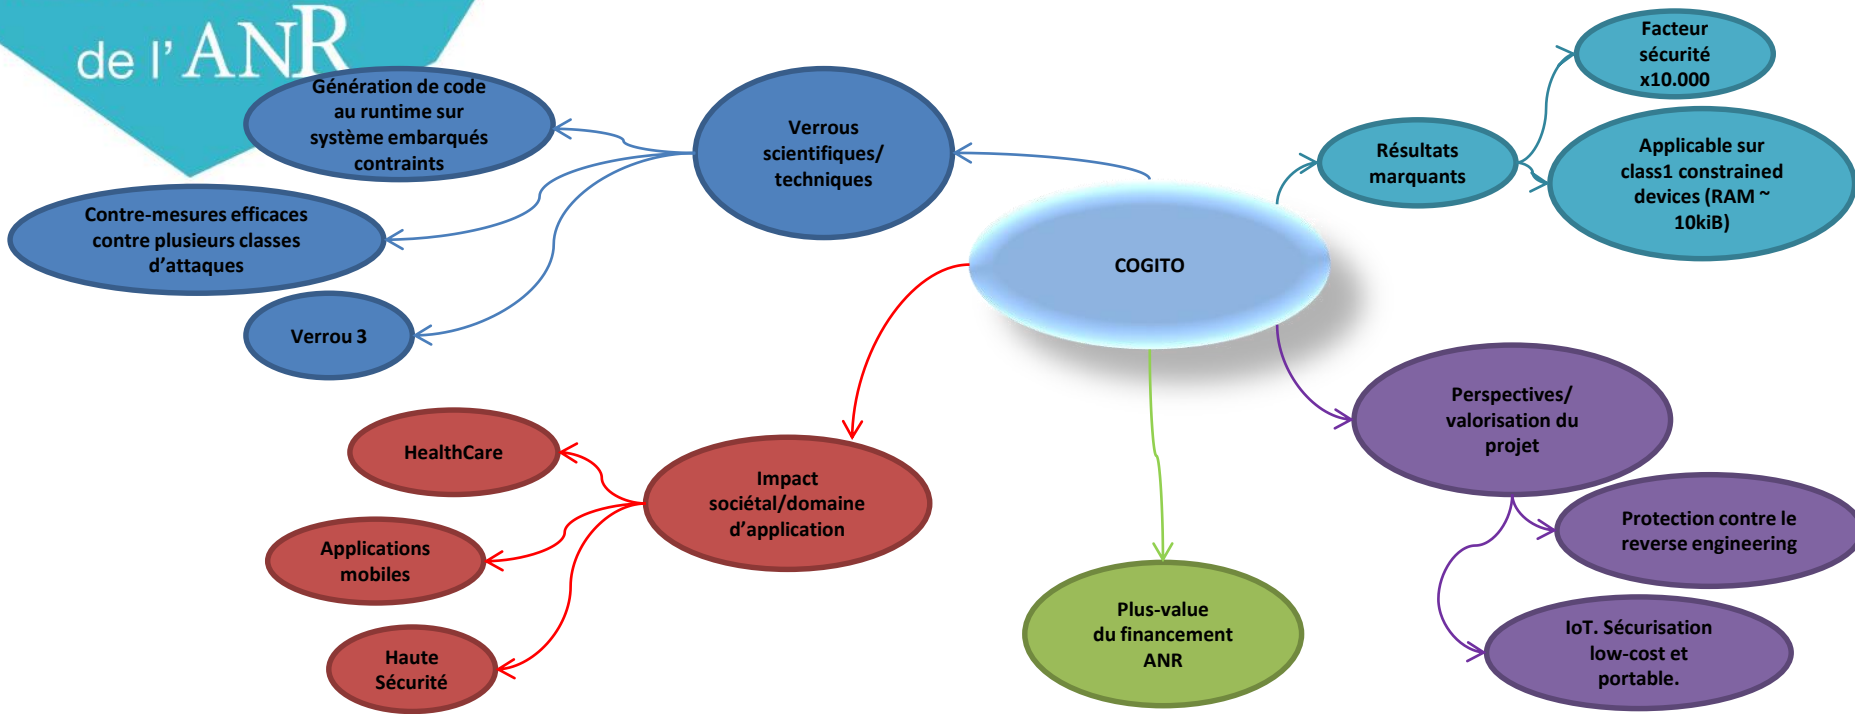 de l'ANR
Génération de code
au runtime sur
système embarqués
contraints
Contre-mesures efficaces
contre plusieurs classes
d’attaques
Verrou 3
Verrous
scientifiques/
techniques
COGITO
Résultats
marquants
Facteur
sécurité
x10.000
Applicable sur
class1 constrained
devices (RAM ~
10kiB)
HealthCare
Applications
mobiles
Haute
Sécurité
Impact
sociétal/domaine
d’application
Plus-value
du financement
ANR
Perspectives/
valorisation du
projet
Protection contre le
reverse engineering
IoT. Sécurisation
low-cost et
portable.